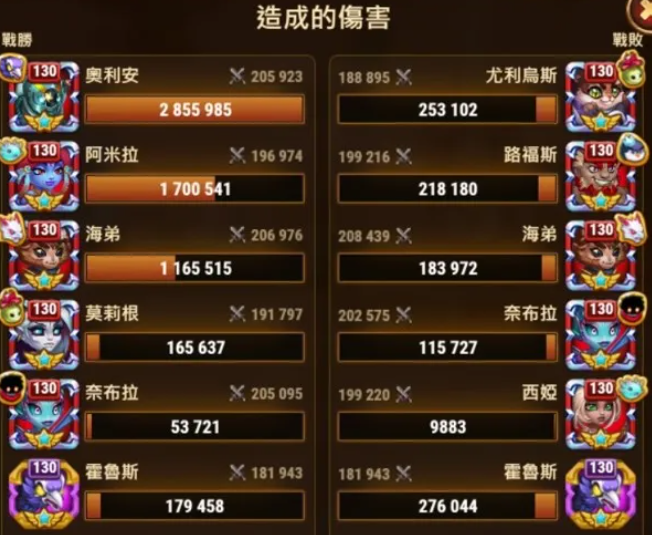 造成的傷害
戰勝 戰敗
130 奧利安 205 923 188 895 尤利烏斯 130
2 855 985 253 102
130 阿米拉 196 974 199 216 路福斯 130
1 700 541 218 180
130 海弟 206 976 208 439 海弟 130
1 165 515 183 972
130 莫莉根 191 797 202 575 奈布拉 130
165 637 115 727
130 奈布拉 205 095 199 220 西婭 130
53 721 9883
130 霍魯斯 181 943 181 943 霍魯斯 130
179 458 276 044